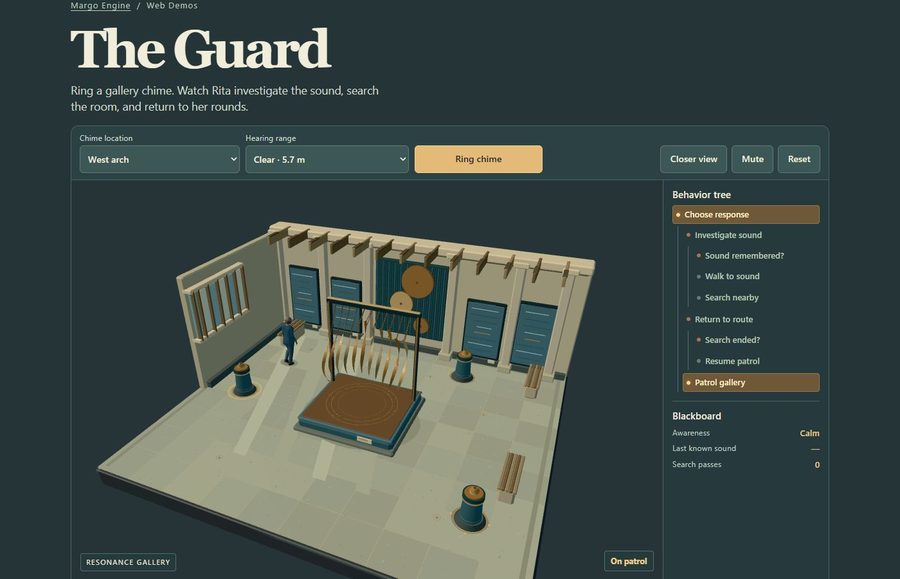 Margo Engine / Web Demos
The Guard
Ring a gallery chime. Watch Rita investigate the sound, search
the room, and return to her rounds.
Chime location
Hearing range
West arch
Clear · 5.7 m
Ring chime
Closer view
Mute
Reset
Behavior tree
Choose response
Investigate sound
Sound remembered?
Walk to sound
Search nearby
Return to route
Search ended?
Resume patrol
Patrol gallery
Blackboard
Awareness Calm
Last known sound —
Search passes 0
RESONANCE GALLERY
On patrol